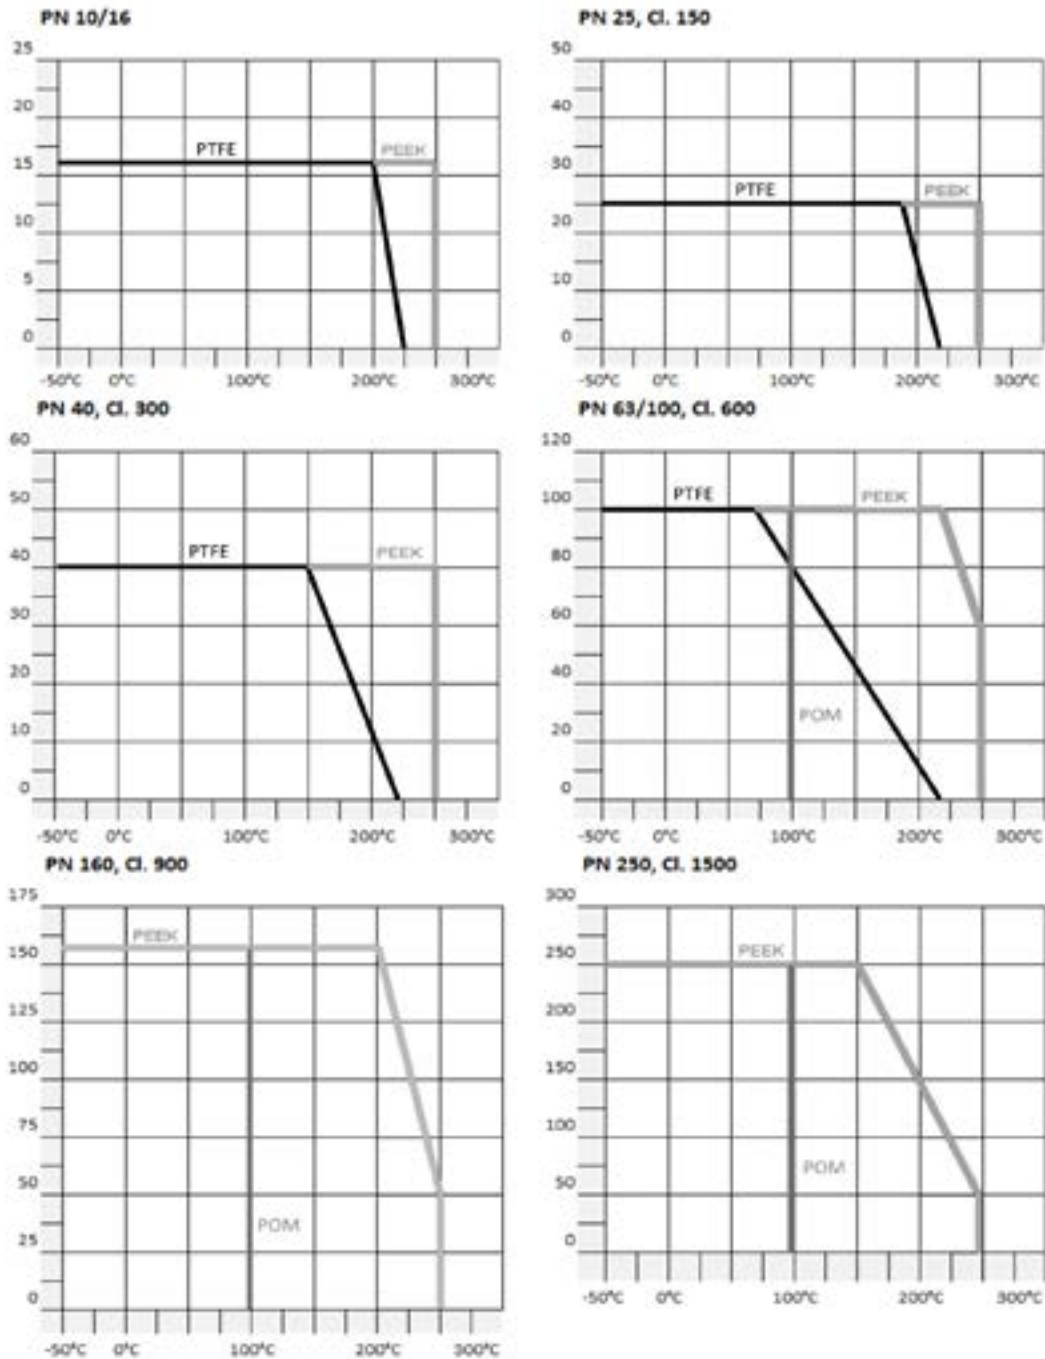 PN 10/16
25
20
PTFE
PEEK
15
10
5
0
-50°C 0°C 100°C 200°C 300°C
PN 25, Cl. 150
50
40
30
PTFE
PEEK
20
10
0
-50°C 0°C 100°C 200°C 300°C
PN 40, Cl. 300
60
50
PTFE
PEEK
40
30
20
10
0
-50°C 0°C 100°C 200°C 300°C
PN 63/100, Cl. 600
120
PTFE
PEEK
100
80
60
40
POM
20
0
-50°C 0°C 100°C 200°C 300°C
PN 160, Cl. 900
175
PEEK
150
125
100
75
50
POM
25
0
-50°C 0°C 100°C 200°C 300°C
PN 250, Cl. 1500
300
PEEK
250
200
150
100
POM
50
0
-50°C 0°C 100°C 200°C 300°C